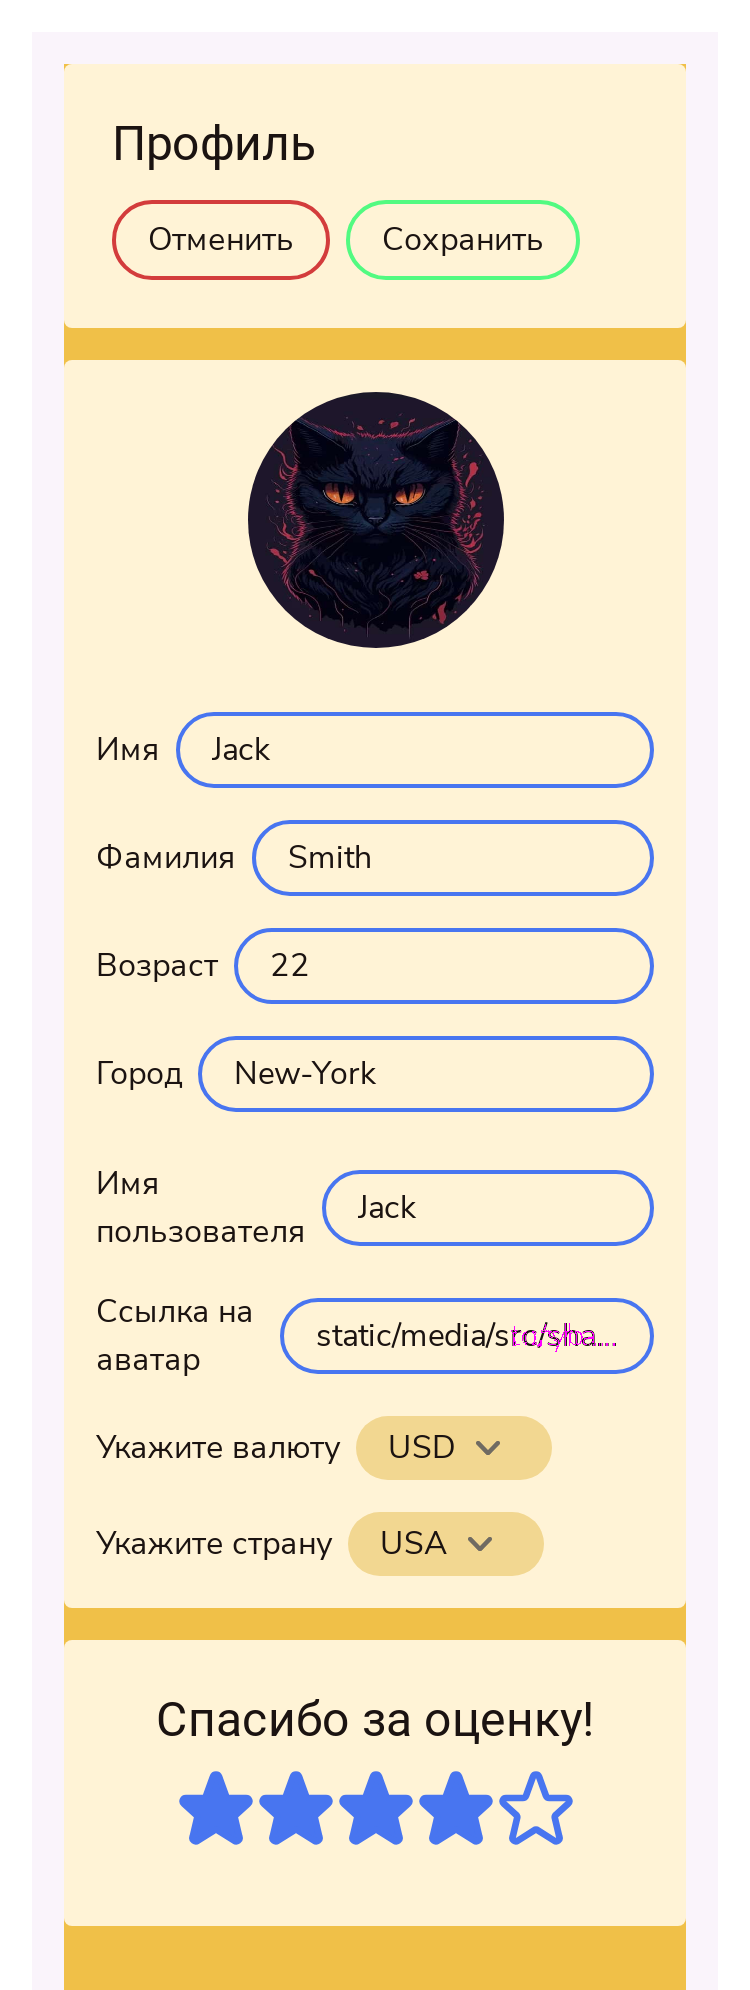 Профиль
Отменить Сохранить
Имя Jack
Фамилия Smith
Возраст 22
Город New-York
Имя
пользователя
Jack
Ссылка на
аватар
static/media/src/sha...
Укажите валюту USD
Укажите страну USA
Спасибо за оценку!